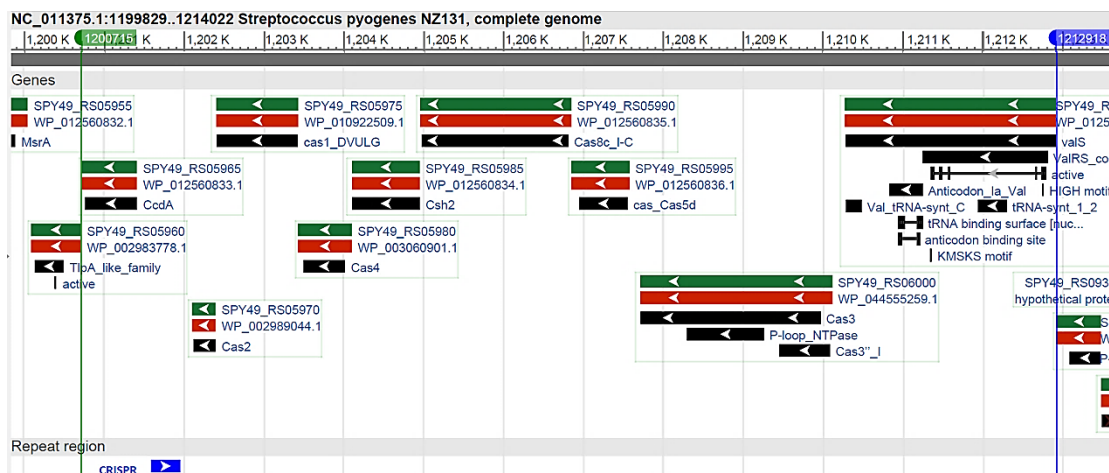 NC_011375.1:1199829..1214022 Streptococcus pyogenes NZ131, complete genome
1,200 K 1200715 1,202 K 1,203 K 1,204 K 1,205 K 1,206 K 1,207 K 1,208 K 1,209 K 1,210 K 1,211 K 1,212 K 1212918
Genes
SPY49_RS05955 SPY49_RS05975 SPY49_RS05990 SPY49_R
WP_012560832.1 WP_010922509.1 WP_012560835.1 WP_0125
MsrA cas1_DVULG Cas8c_I-C valS
ValRS_co
SPY49_RS05965 SPY49_RS05985 SPY49_RS05995 active
WP_012560833.1 WP_012560834.1 WP_012560836.1 Anticodon_Ia_Val HIGH motif
CcdA Csh2 cas_Cas5d Val_tRNA-synt_C tRNA-synt_1_2
SPY49_RS05960 SPY49_RS05980 tRNA binding surface [nuc...
WP_002983778.1 WP_003060901.1 anticodon binding site
TlpA_like_family Cas4 KMSKS motif
active
SPY49_RS06000 SPY49_RS093
WP_044555259.1 hypothetical prote
SPY49_RS05970 Cas3
WP_002989044.1 P-loop_NTPase
Cas2 Cas3"_I
Repeat region
CRISPR